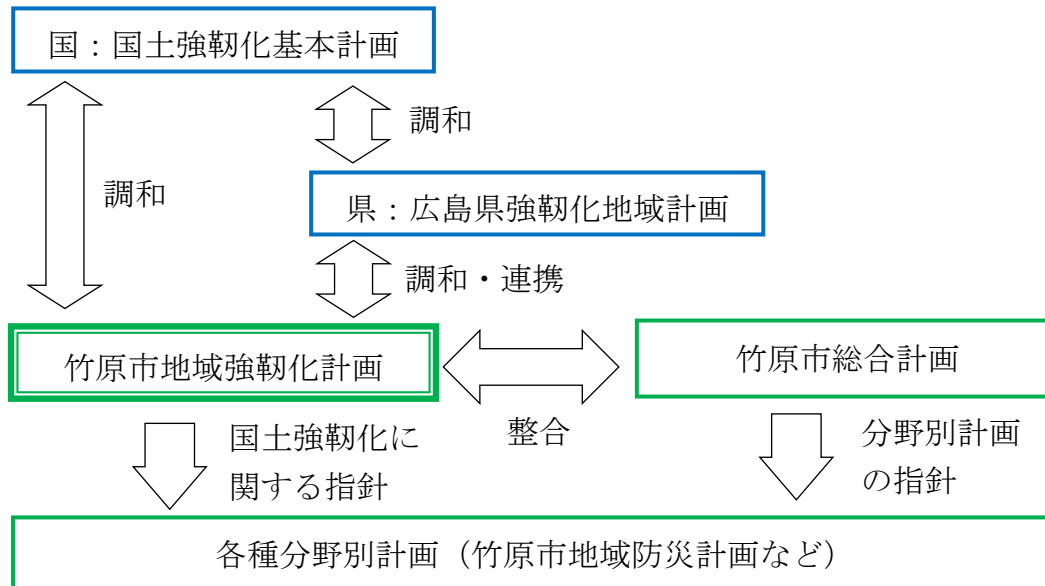 国：国土強靱化基本計画
調和
調和
県：広島県強靱化地域計画
調和・連携
竹原市地域強靱化計画
竹原市総合計画
整合
国土強靱化に
関する指針
分野別計画
の指針
各種分野別計画（竹原市地域防災計画など）